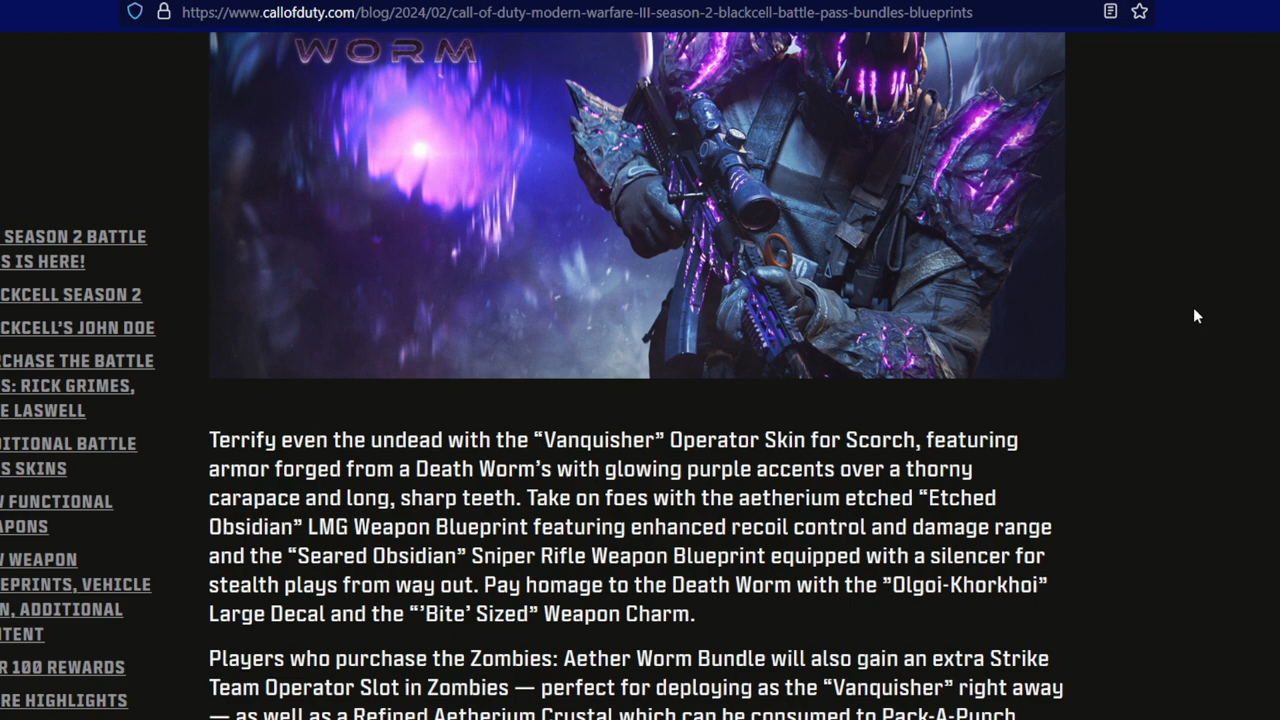 https://www.callofduty.com/blog/2024/02/call-of-duty-modern-warfare-III-season-2-blackcell-battle-pass-bundles-blueprints
WORM
SEASON 2 BATTLE
S IS HERE!
CKCELL SEASON 2
CKCELL'S JOHN DOE
CHASE THE BATTLE
S: RICK GRIMES,
E LASWELL
DITIONAL BATTLE
S SKINS
FUNCTIONAL
APONS
WEAPON
EPRINTS, VEHICLE
N, ADDITIONAL
TENT
R 100 REWARDS
RE HIGHLIGHTS
Terrify even the undead with the “Vanquisher” Operator Skin for Scorch, featuring
armor forged from a Death Worm’s with glowing purple accents over a thorny
carapace and long, sharp teeth. Take on foes with the aetherium etched “Etched
Obsidian” LMG Weapon Blueprint featuring enhanced recoil control and damage range
and the “Seared Obsidian” Sniper Rifle Weapon Blueprint equipped with a silencer for
stealth plays from way out. Pay homage to the Death Worm with the ”Olgoi-Khorkhoi”
Large Decal and the “’Bite’ Sized” Weapon Charm.
Players who purchase the Zombies: Aether Worm Bundle will also gain an extra Strike
Team Operator Slot in Zombies — perfect for deploying as the “Vanquisher” right away
— as well as a Refined Aetherium Crystal which can be consumed to Pack-A-Punch